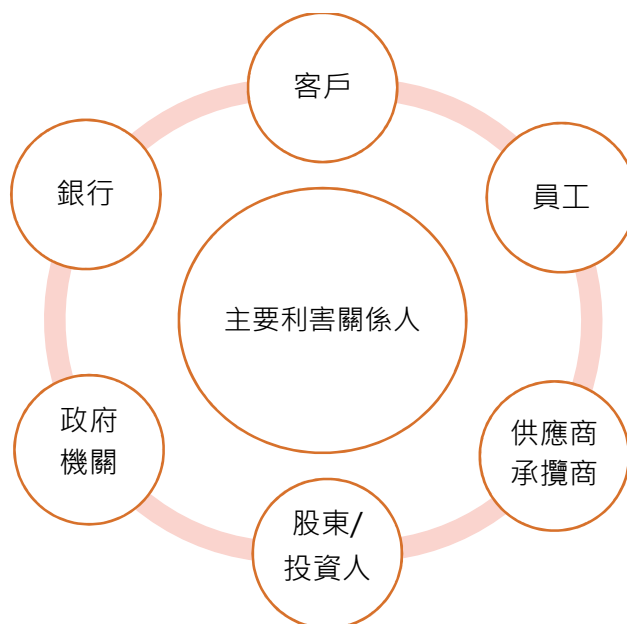 客戶
員工
供應商
承攬商
股東/
投資人
政府
機關
銀行
主要利害關係人